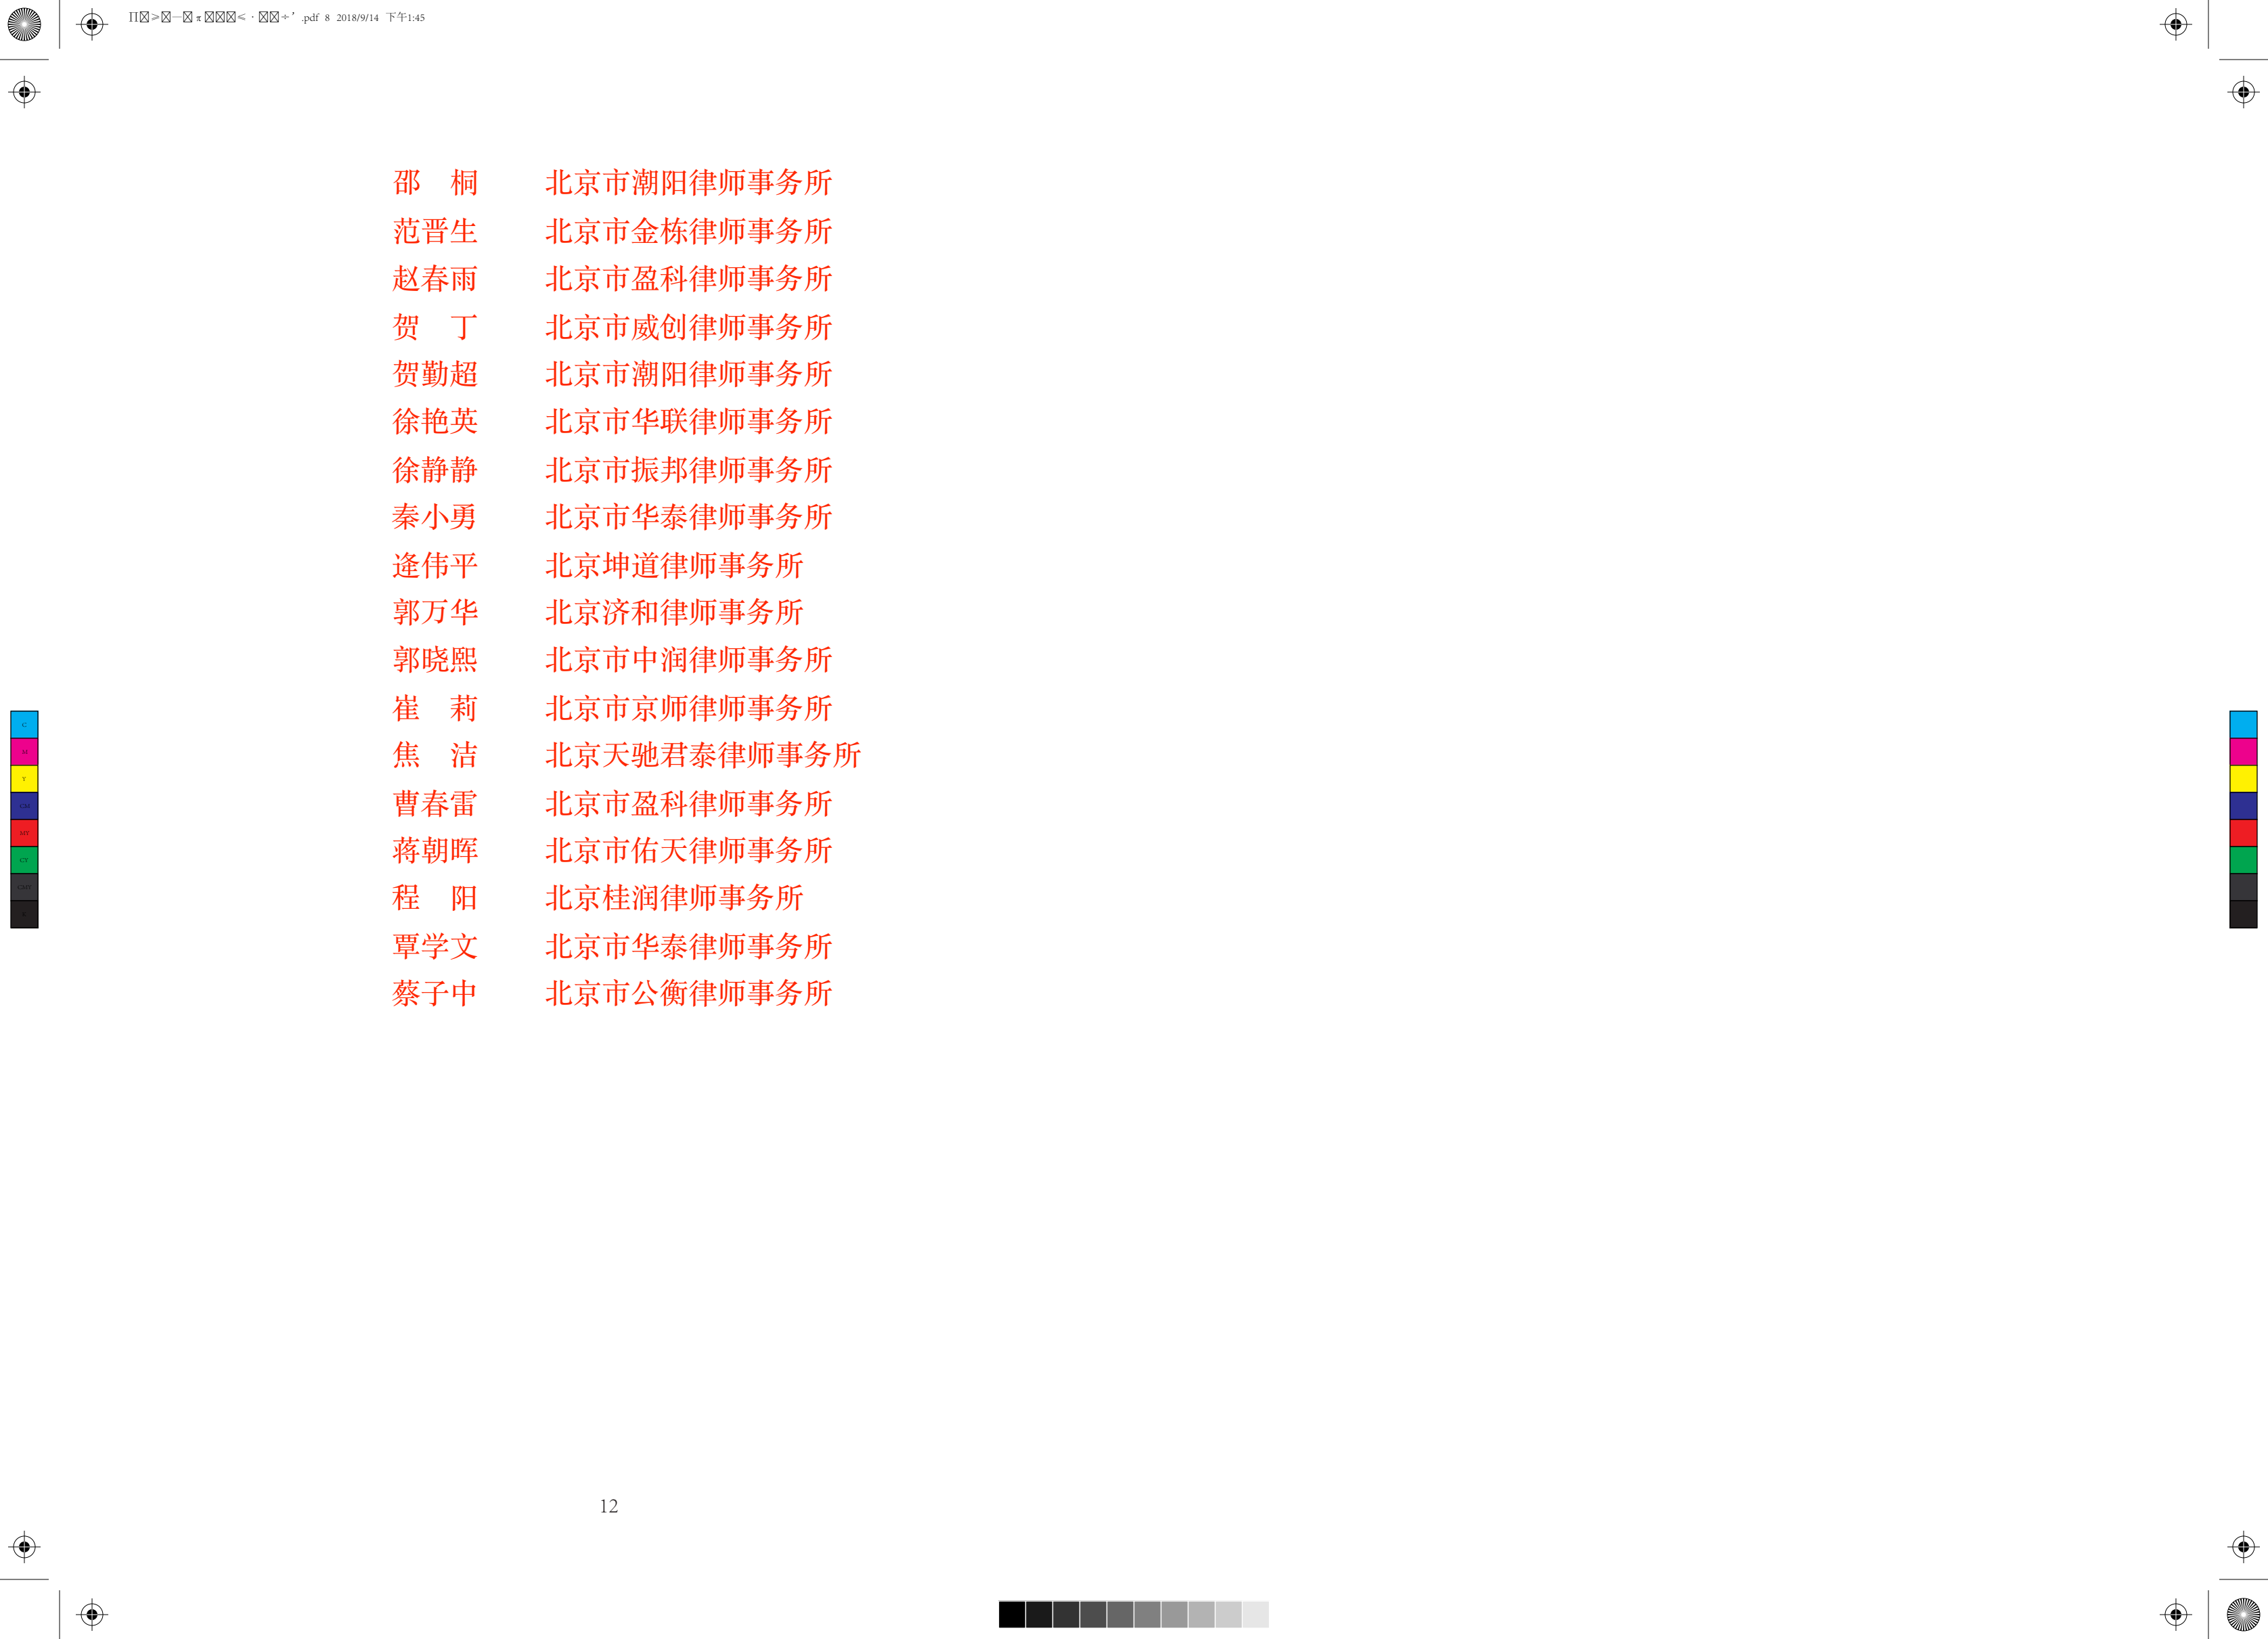 .pdf 8 2018/9/14 下午1:45
邵　桐 北京市潮阳律师事务所
范晋生 北京市金栋律师事务所
赵春雨 北京市盈科律师事务所
贺　丁 北京市威创律师事务所
贺勤超 北京市潮阳律师事务所
徐艳英 北京市华联律师事务所
徐静静 北京市振邦律师事务所
秦小勇 北京市华泰律师事务所
逄伟平 北京坤道律师事务所
郭万华 北京济和律师事务所
郭晓熙 北京市中润律师事务所
崔　莉 北京市京师律师事务所
焦　洁 北京天驰君泰律师事务所
曹春雷 北京市盈科律师事务所
蒋朝晖 北京市佑天律师事务所
程　阳 北京桂润律师事务所
覃学文 北京市华泰律师事务所
蔡子中 北京市公衡律师事务所
C
M
Y
CM
MY
CY
CMY
K
12